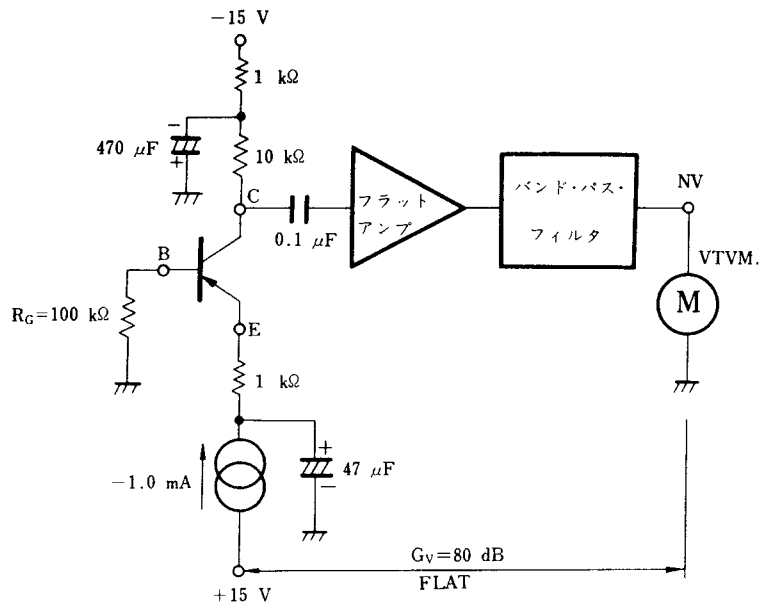 −15 V
1 kΩ
−
470 μF
+
10 kΩ
C
0.1 μF
フラット
アンプ
バンド・パス・
フィルタ
NV
VTVM.
M
B
R_G=100 kΩ
E
1 kΩ
−1.0 mA
+
47 μF
−
G_V=80 dB
FLAT
+15 V